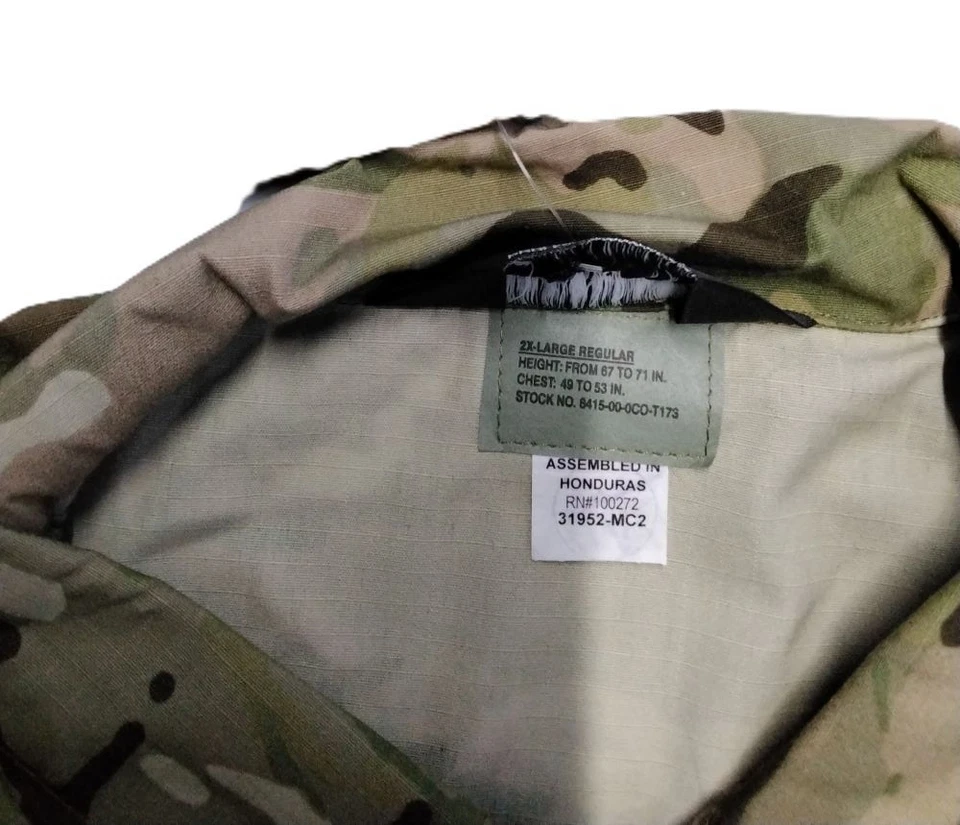 2X-LARGE REGULAR
HEIGHT: FROM 67 TO 71 IN.
CHEST: 49 TO 53 IN.
STOCK NO. 8415-00-0CO-T173
ASSEMBLED IN
HONDURAS
RN#100272
31952-MC2